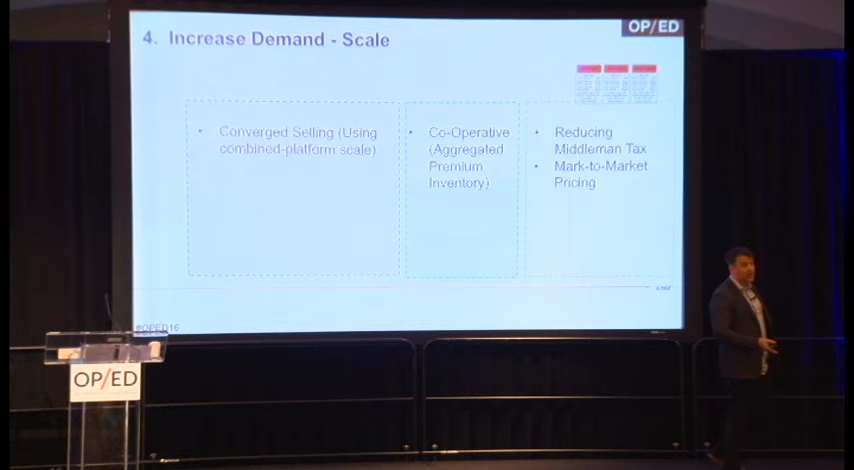 4. Increase Demand - Scale
OP/ED
• Converged Selling (Using
combined-platform scale)
• Co-Operative
(Aggregated
Premium
Inventory)
• Reducing
Middleman Tax
• Mark-to-Market
Pricing
#OPED16
OP/ED